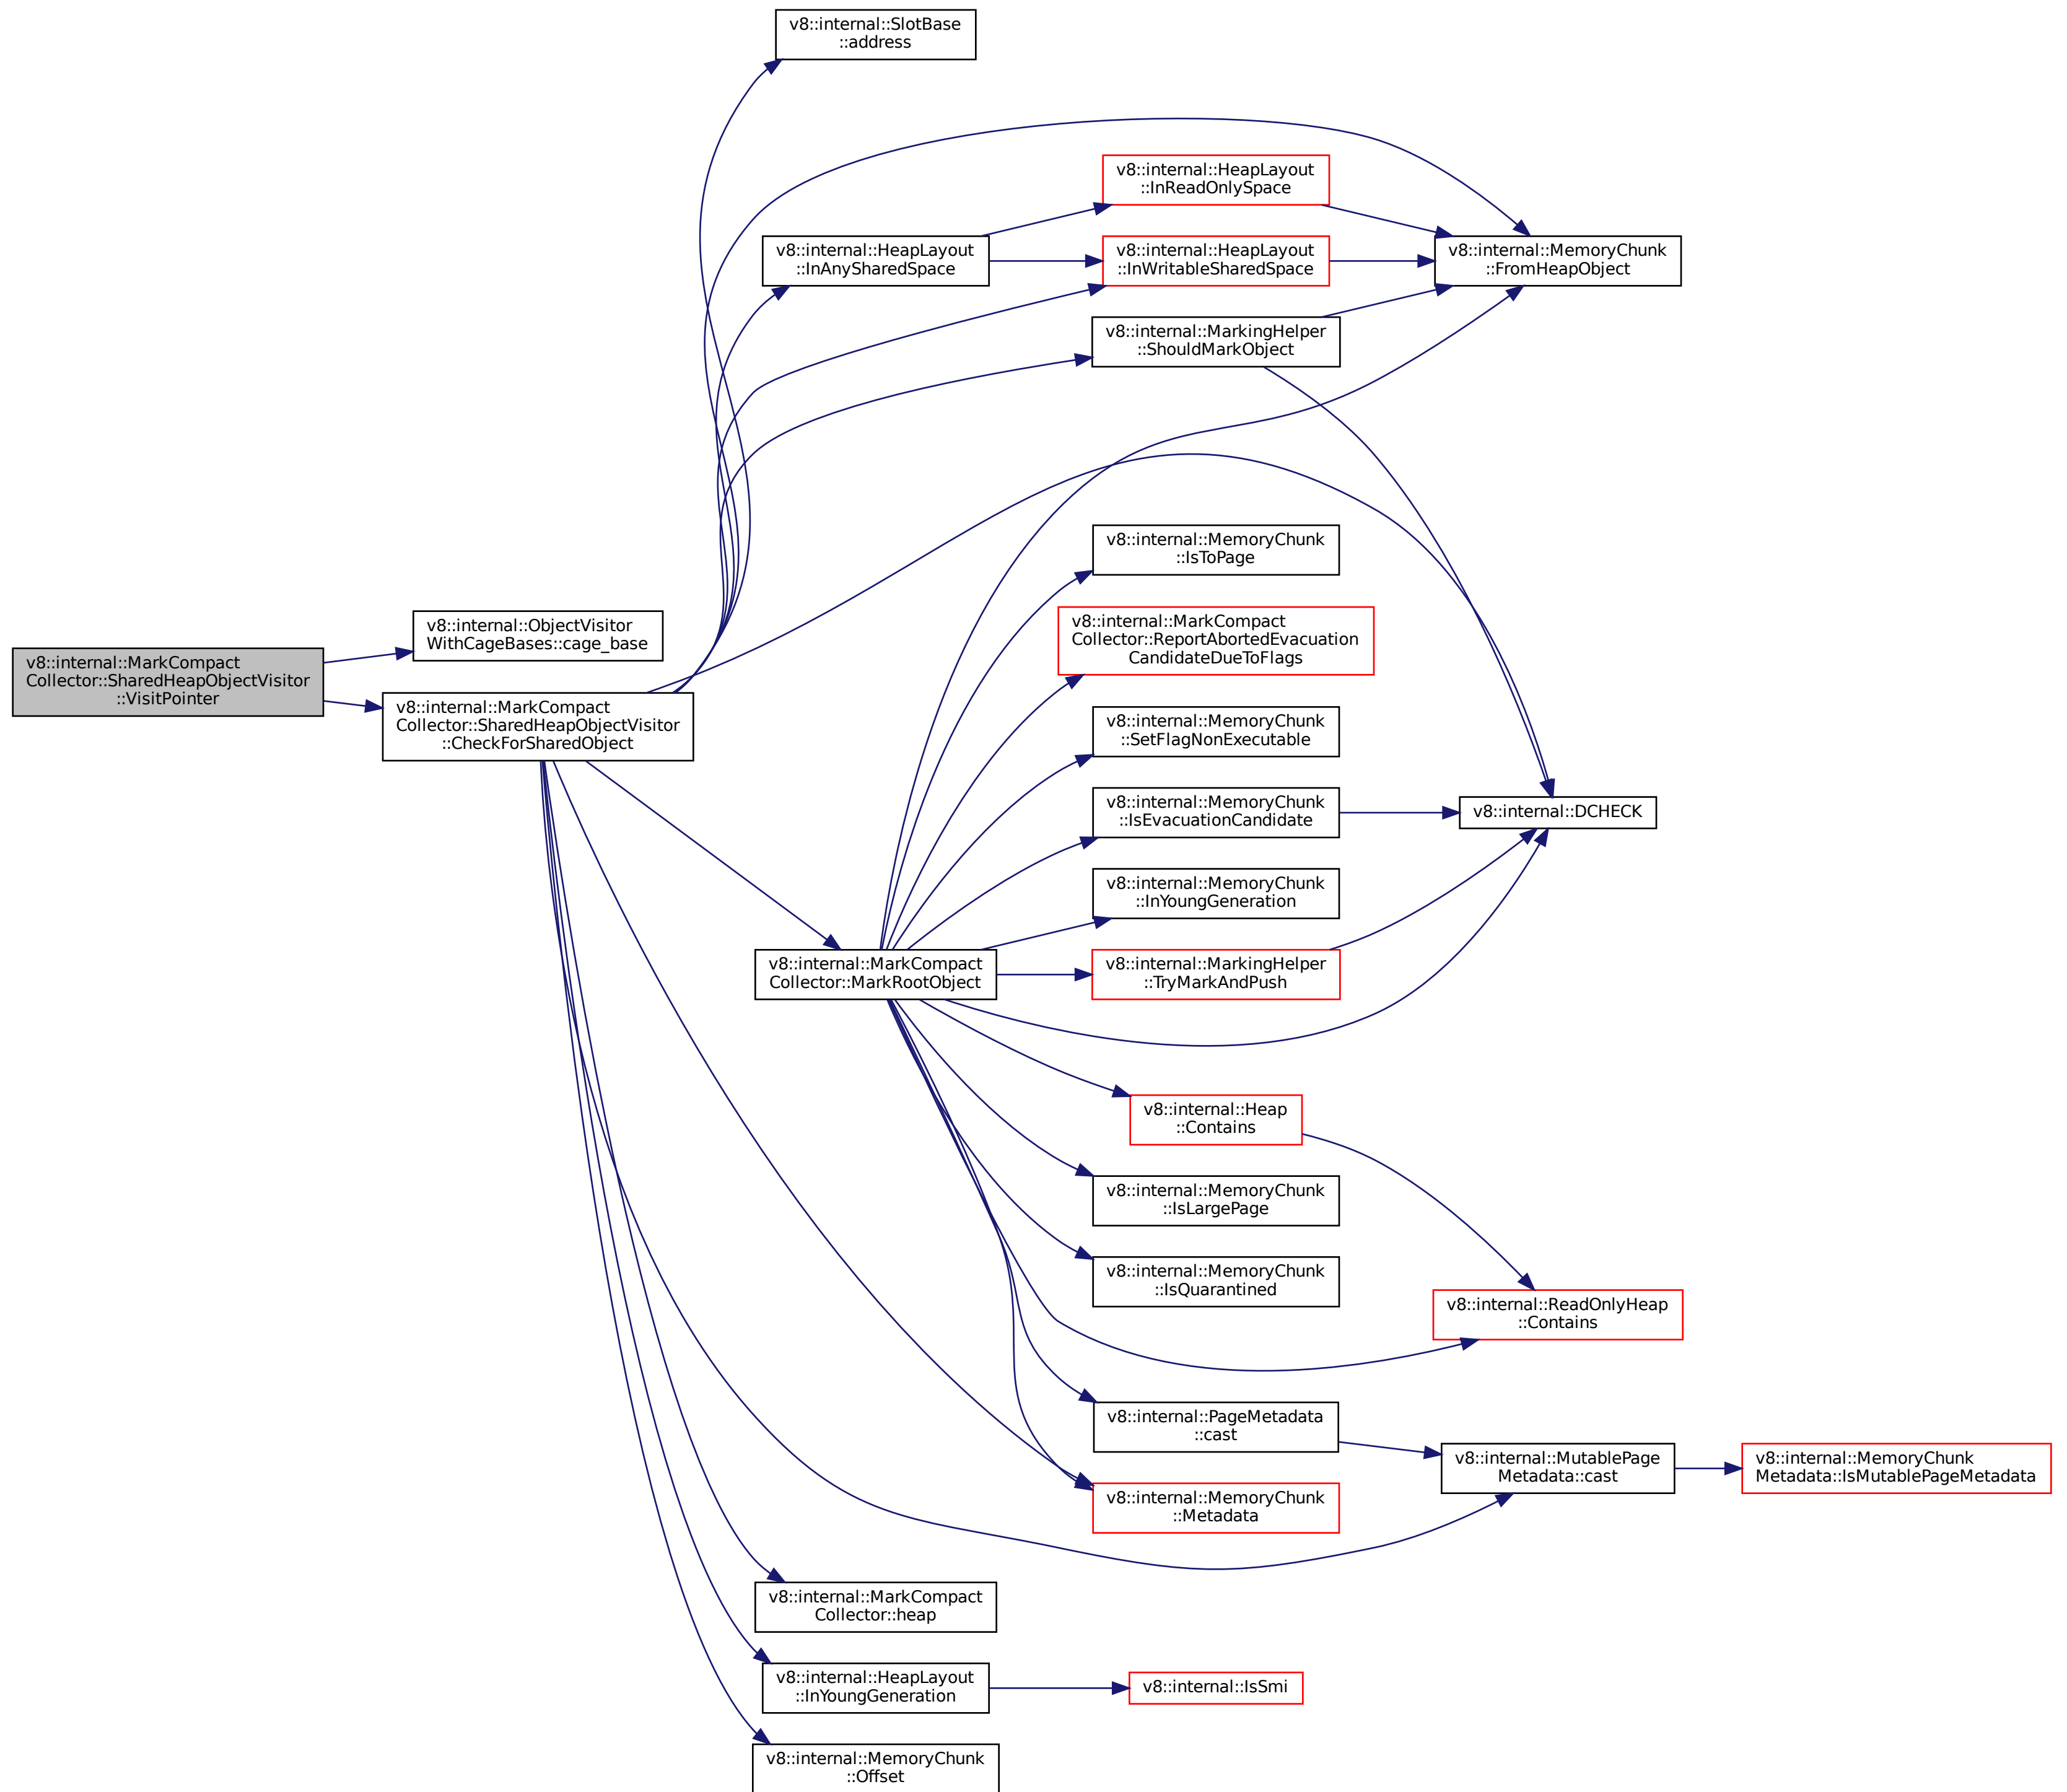 v8::internal::SlotBase
::address
v8::internal::HeapLayout
::InReadOnlySpace
v8::internal::HeapLayout
::InAnySharedSpace
v8::internal::HeapLayout
::InWritableSharedSpace
v8::internal::MemoryChunk
::FromHeapObject
v8::internal::MarkingHelper
::ShouldMarkObject
v8::internal::MemoryChunk
::IsToPage
v8::internal::ObjectVisitor
WithCageBases::cage_base
v8::internal::MarkCompact
Collector::ReportAbortedEvacuation
CandidateDueToFlags
v8::internal::MarkCompact
Collector::SharedHeapObjectVisitor
::VisitPointer
v8::internal::MarkCompact
Collector::SharedHeapObjectVisitor
::CheckForSharedObject
v8::internal::MemoryChunk
::SetFlagNonExecutable
v8::internal::MemoryChunk
::IsEvacuationCandidate
v8::internal::DCHECK
v8::internal::MemoryChunk
::InYoungGeneration
v8::internal::MarkCompact
Collector::MarkRootObject
v8::internal::MarkingHelper
::TryMarkAndPush
v8::internal::Heap
::Contains
v8::internal::MemoryChunk
::IsLargePage
v8::internal::MemoryChunk
::IsQuarantined
v8::internal::ReadOnlyHeap
::Contains
v8::internal::PageMetadata
::cast
v8::internal::MutablePage
Metadata::cast
v8::internal::MemoryChunk
Metadata::IsMutablePageMetadata
v8::internal::MemoryChunk
::Metadata
v8::internal::MarkCompact
Collector::heap
v8::internal::HeapLayout
::InYoungGeneration
v8::internal::IsSmi
v8::internal::MemoryChunk
::Offset